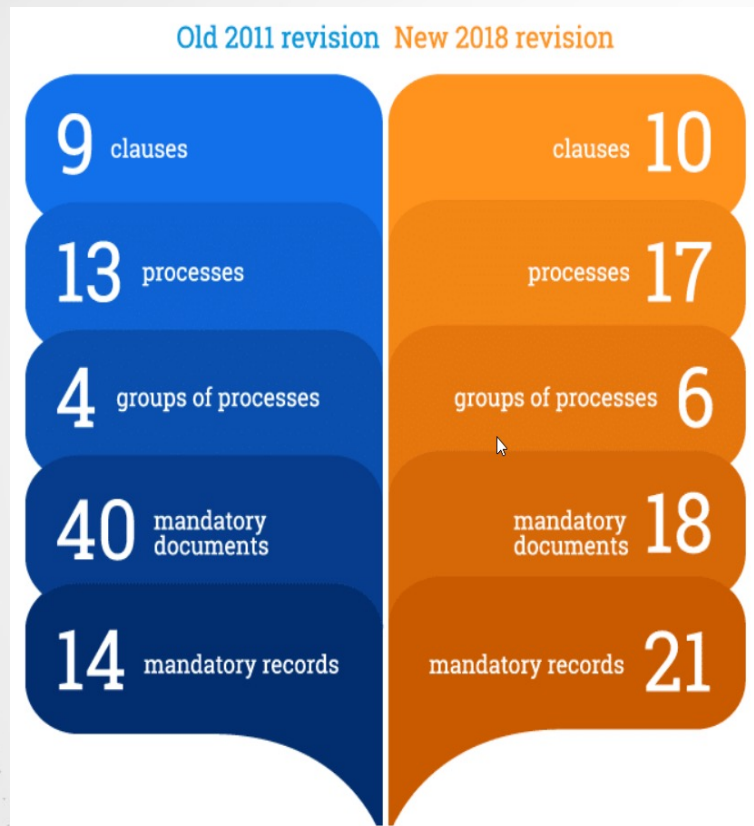 Old 2011 revision New 2018 revision
9 clauses
clauses 10
13 processes
processes 17
4 groups of processes
groups of processes 6
40 mandatory
documents
mandatory
documents 18
14 mandatory records
mandatory records 21